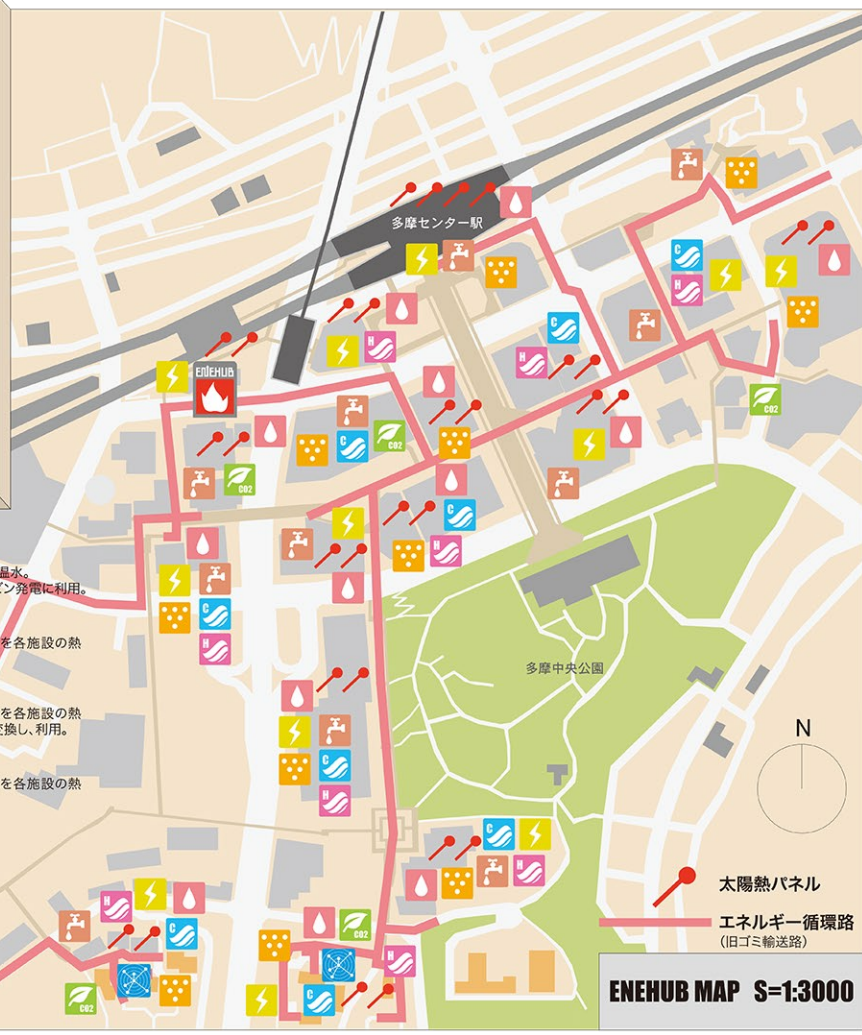 多摩センター駅
ENEHUB
温水。
ビン発電に利用。
を各施設の熱
を各施設の熱
変換し、利用。
を各施設の熱
多摩中央公園
N
太陽熱パネル
エネルギー循環路
(旧ゴミ輸送路)
ENEHUB MAP S=1:3000
C
H
C
H
H
C
H
C
CO2
CO2
CO2
C
H
C
H
C
H
C
H
H
C
CO2
CO2
H
C